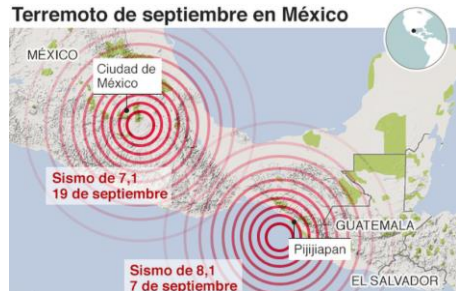 Terremoto de septiembre en México
MÉXICO
Ciudad de
México
Sismo de 7,1
19 de septiembre
GUATEMALA
Pijijiapan
Sismo de 8,1
7 de septiembre
EL SALVADOR